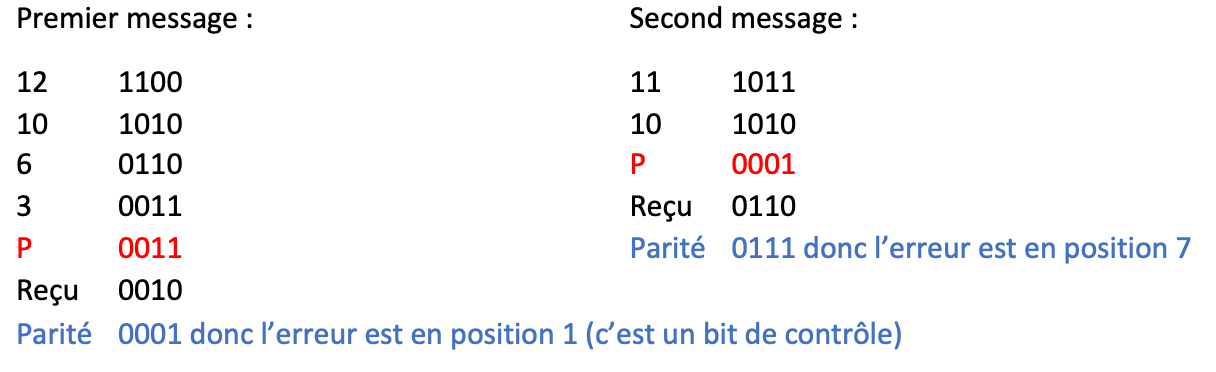 Premier message :
12 1100
10 1010
6 0110
3 0011
P 0011
Reçu 0010
Parité 0001 donc l’erreur est en position 1 (c’est un bit de contrôle)
Second message :
11 1011
10 1010
P 0001
Reçu 0110
Parité 0111 donc l’erreur est en position 7